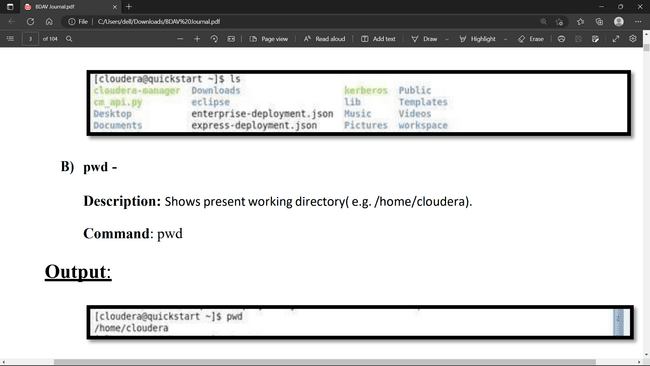 BDAV Journal.pdf
File | C:/Users/dell/Downloads/BDAV%20Journal.pdf
3 of 104 Page view Read aloud Add text Draw Highlight Erase
[cloudera@quickstart ~]$ ls
cloudera-manager Downloads kerberos Public
cm_api.py eclipse lib Templates
Desktop enterprise-deployment.json Music Videos
Documents express-deployment.json Pictures workspace
B) pwd -
Description: Shows present working directory( e.g. /home/cloudera).
Command: pwd
Output:
[cloudera@quickstart ~]$ pwd
/home/cloudera